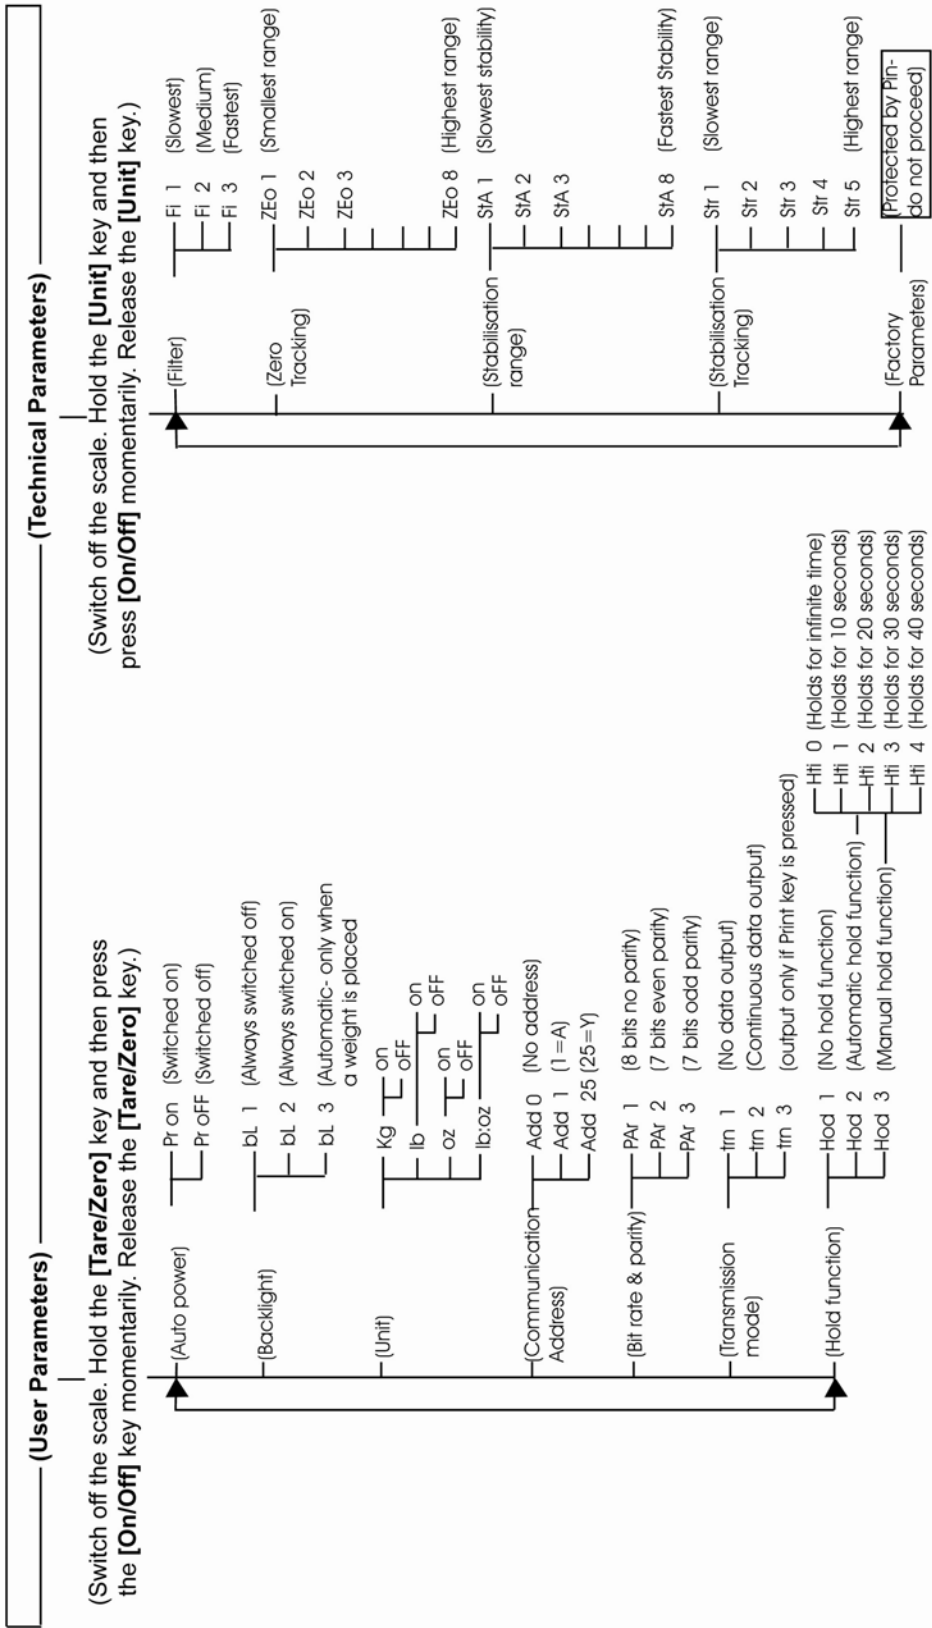 (User Parameters)
(Switch off the scale. Hold the [Tare/Zero] key and then press
the [On/Off] key momentarily. Release the [Tare/Zero] key.)
(Auto power)
Pr on (Switched on)
Pr oFF (Switched off)
(Backlight)
bL 1 (Always switched off)
bL 2 (Always switched on)
bL 3 (Automatic- only when
a weight is placed
(Unit)
Kg on
oFF
lb on
oFF
oz on
oFF
lb:oz on
oFF
(Communication
Address)
Add 0 (No address)
Add 1 (1=A)
Add 25 (25=Y)
(Bit rate & parity)
PAr 1 (8 bits no parity)
PAr 2 (7 bits even parity)
PAr 3 (7 bits odd parity)
(Transmission
mode)
trn 1 (No data output)
trn 2 (Continuous data output)
trn 3 (output only if Print key is pressed)
(Hold function)
Hod 1 (No hold function)
Hod 2 (Automatic hold function)
Hod 3 (Manual hold function)
Hti 0 (Holds for infinite time)
Hti 1 (Holds for 10 seconds)
Hti 2 (Holds for 20 seconds)
Hti 3 (Holds for 30 seconds)
Hti 4 (Holds for 40 seconds)
(Technical Parameters)
(Switch off the scale. Hold the [Unit] key and then
press [On/Off] momentarily. Release the [Unit] key.)
(Filter)
Fi 1 (Slowest)
Fi 2 (Medium)
Fi 3 (Fastest)
(Zero
Tracking)
ZEo 1 (Smallest range)
ZEo 2
ZEo 3
ZEo 8 (Highest range)
(Stabilisation
range)
StA 1 (Slowest stability)
StA 2
StA 3
StA 8 (Fastest Stability)
(Stabilisation
Tracking)
Str 1 (Slowest range)
Str 2
Str 3
Str 4
Str 5 (Highest range)
(Factory
Parameters)
(Protected by Pin-
do not proceed)